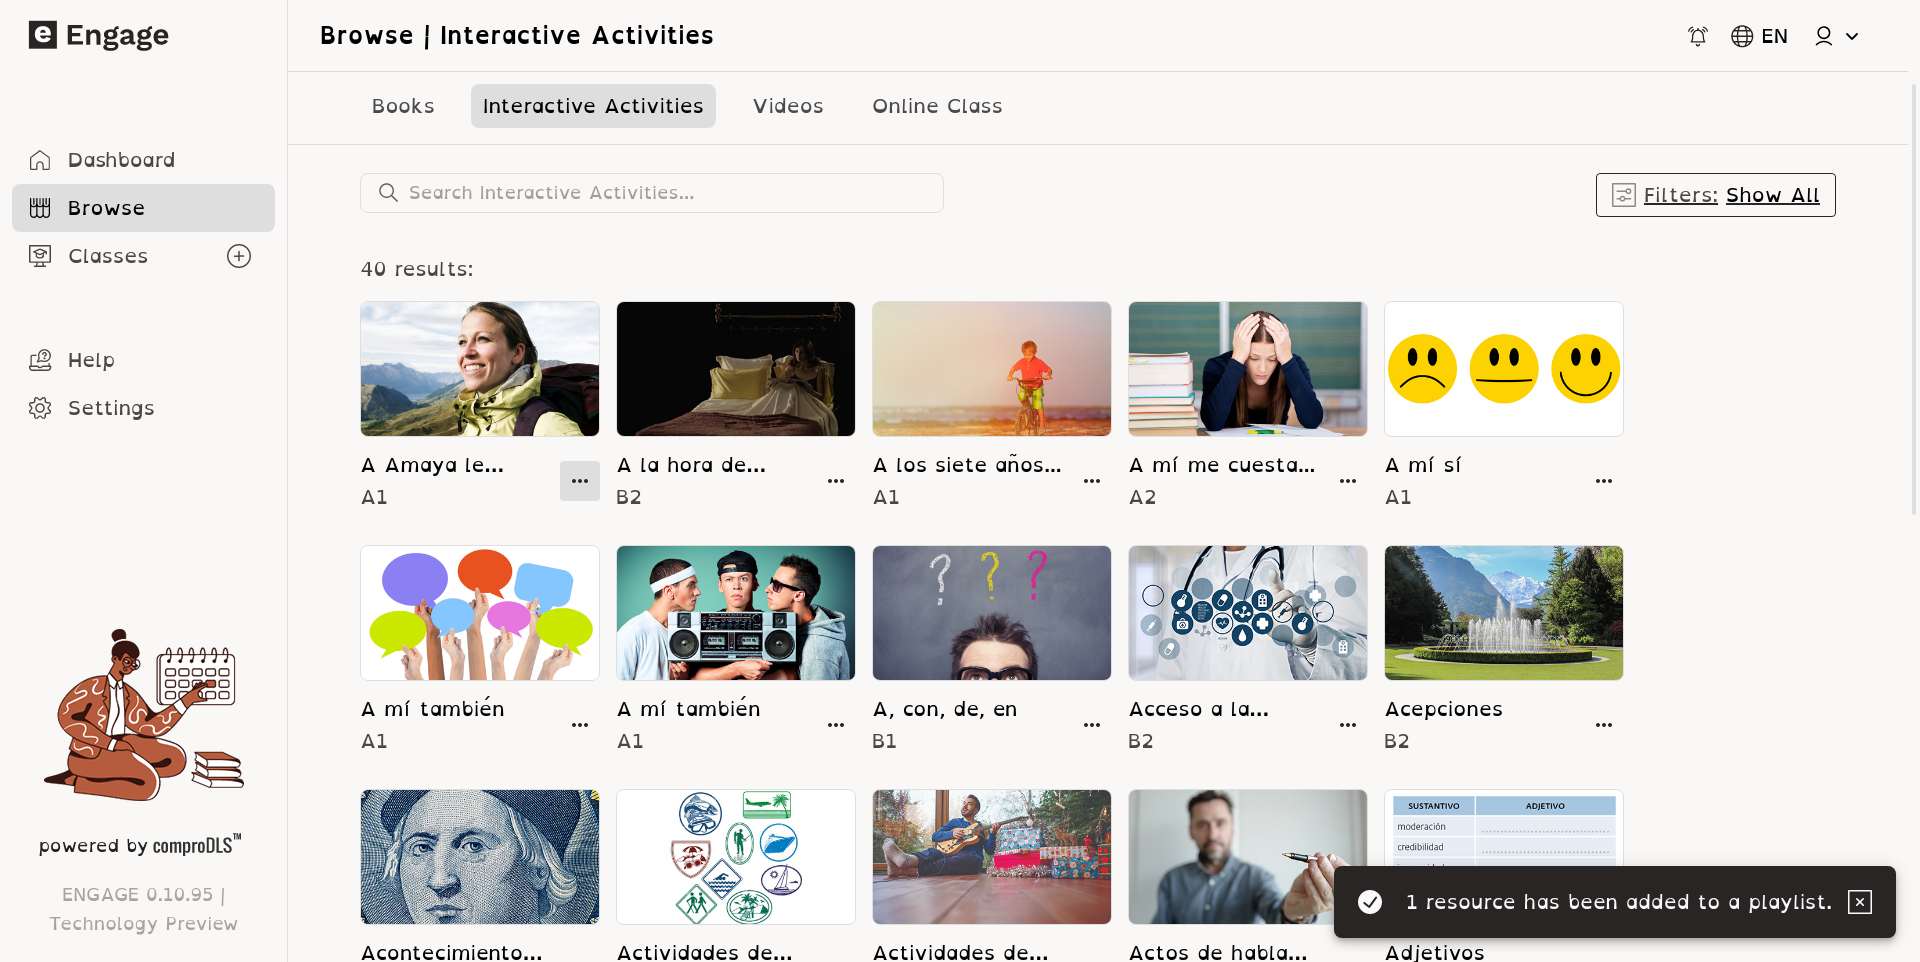 Engage
Browse | Interactive Activities
EN
Books
Interactive Activities
Videos
Online Class
Dashboard
Browse
Classes
Help
Settings
Search Interactive Activities...
Filters: Show All
40 results:
A Amaya le...
A1
A la hora de...
B2
A los siete años...
A1
A mí me cuesta...
A2
A mí sí
A1
A mí también
A1
A mí también
A1
A, con, de, en
B1
Acceso a la...
B2
Acepciones
B2
SUSTANTIVO
ADJETIVO
moderación
credibilidad
Acontecimiento...
Actividades de...
Actividades de...
Actos de habla...
Adjetivos
1 resource has been added to a playlist.
powered by comproDLS™
ENGAGE 0.10.95 |
Technology Preview